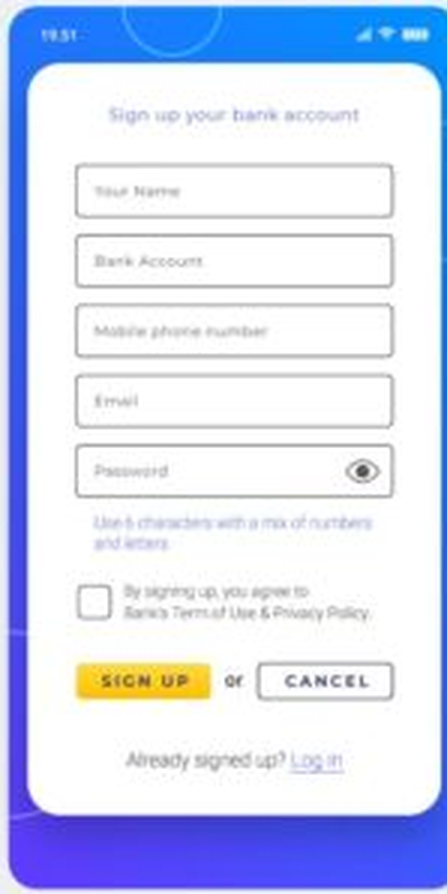 19:51
Sign up your bank account
Your Name
Bank Account
Mobile phone number
Email
Password
Use 6 characters with a mix of numbers
and letters
By signing up, you agree to
Bank's Term of Use & Privacy Policy.
SIGN UP or CANCEL
Already signed up? Log in